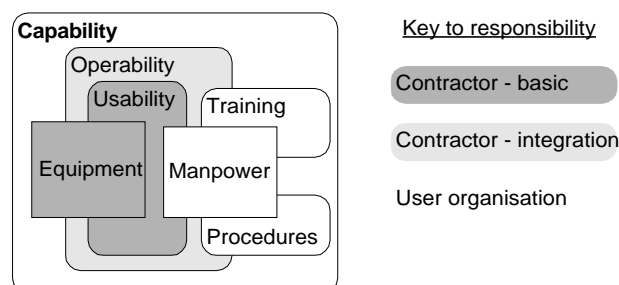 Capability
Operability
Usability
Training
Equipment
Manpower
Procedures
Key to responsibility
Contractor - basic
Contractor - integration
User organisation